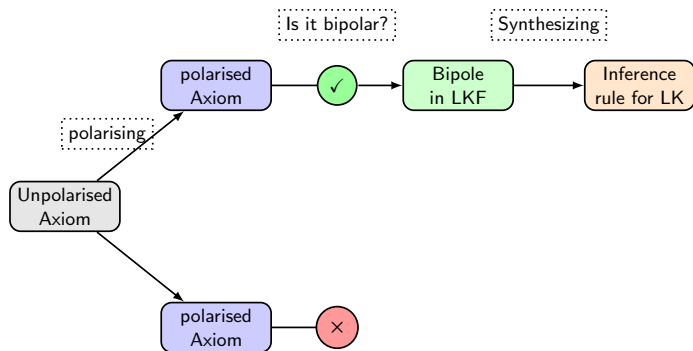 Is it bipolar?
Synthesizing
polarised
Axiom
✓
Bipole
in LKF
Inference
rule for LK
polarising
Unpolarised
Axiom
polarised
Axiom
×